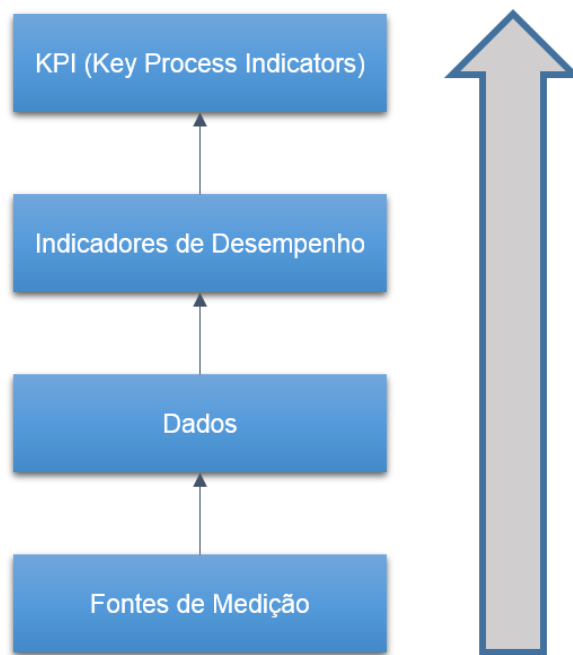 KPI (Key Process Indicators)
Indicadores de Desempenho
Dados
Fontes de Medição